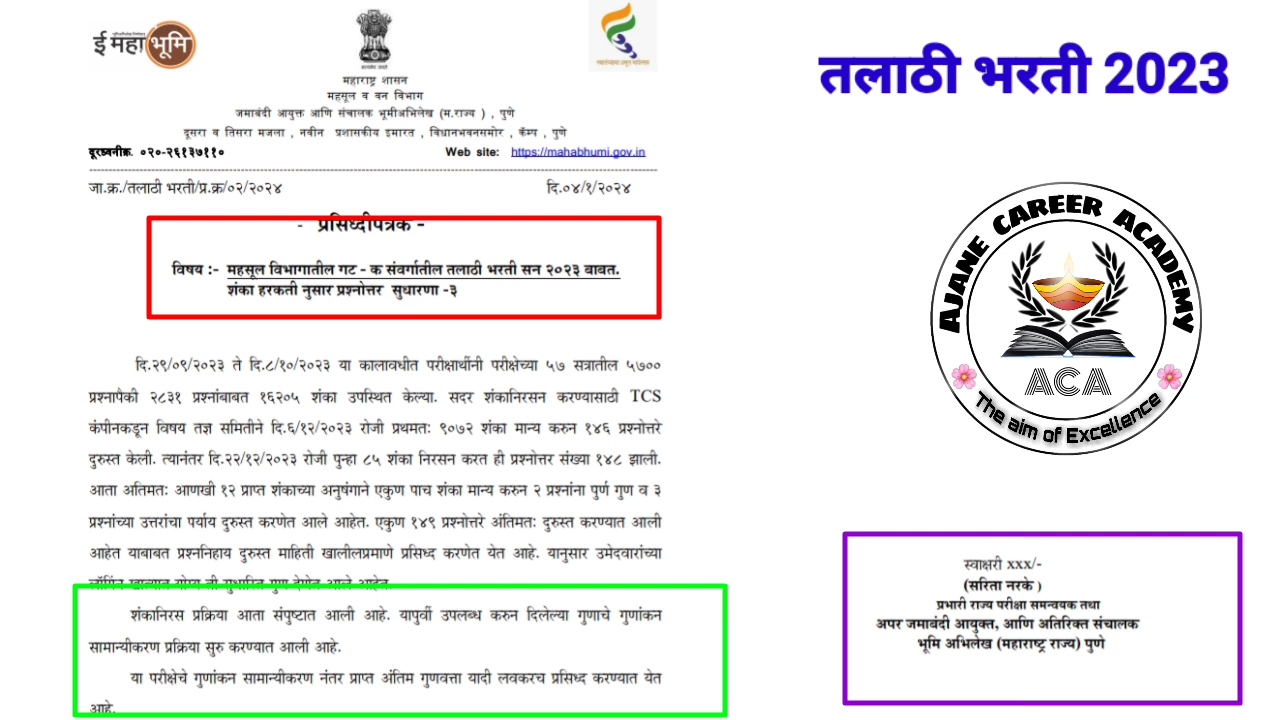 ई महाभूमि
महाराष्ट्र शासन
महसूल व वन विभाग
जमाबंदी आयुक्त आणि संचालक भूमीअभिलेख (म.राज्य ) , पुणे
दूसरा व तिसरा मजला , नवीन प्रशासकीय इमारत , विधानभवनसमोर , कॅम्प , पुणे
दूरध्वनीक्र. ०२०-२६१३७११० Web site: https://mahabhumi.gov.in
जा.क्र./तलाठी भरती/प्र.क्र/०२/२०२४ दि.०४/१/२०२४
- प्रसिध्दीपत्रक -
विषय :- महसूल विभागातील गट - क संवर्गातील तलाठी भरती सन २०२३ बाबत.
शंका हरकती नुसार प्रश्नोत्तर सुधारणा -३
दि.२९/०९/२०२३ ते दि.८/१०/२०२३ या कालावधीत परीक्षार्थीनी परीक्षेच्या ५७ सत्रातील ५७००
प्रश्नापैकी २८३१ प्रश्नांबाबत १६२०५ शंका उपस्थित केल्या. सदर शंकानिरसन करण्यासाठी TCS
कंपीनकडून विषय तज्ञ समितीने दि.६/१२/२०२३ रोजी प्रथमतः ९०७२ शंका मान्य करुन १४६ प्रश्नोत्तरे
दुरुस्त केली. त्यानंतर दि.२२/१२/२०२३ रोजी पुन्हा ८५ शंका निरसन करत ही प्रश्नोत्तर संख्या १४८ झाली.
आता अतिमतः आणखी १२ प्राप्त शंकाच्या अनुषंगाने एकुण पाच शंका मान्य करुन २ प्रश्नांना पुर्ण गुण व ३
प्रश्नांच्या उत्तरांचा पर्याय दुरुस्त करणेत आले आहेत. एकुण १४९ प्रश्नोत्तरे अंतिमतः दुरुस्त करण्यात आली
आहेत याबाबत प्रश्ननिहाय दुरुस्त माहिती खालीलप्रमाणे प्रसिध्द करणेत येत आहे. यानुसार उमेदवारांच्या
लॉगिंन खात्यात योग्य ती सुधारित गुण देणेत आले आहेत.
शंकानिरस प्रक्रिया आता संपुष्टात आली आहे. यापुर्वी उपलब्ध करुन दिलेल्या गुणाचे गुणांकन
सामान्यीकरण प्रक्रिया सुरु करण्यात आली आहे.
या परीक्षेचे गुणांकन सामान्यीकरण नंतर प्राप्त अंतिम गुणवत्ता यादी लवकरच प्रसिध्द करण्यात येत
आहे.
तलाठी भरती 2023
AJANE CAREER ACADEMY
ACA
The aim of Excellence
स्वाक्षरी xxx/-
(सरिता नरके )
प्रभारी राज्य परीक्षा समन्वयक तथा
अपर जमाबंदी आयुक्त, आणि अतिरिक्त संचालक
भूमि अभिलेख (महाराष्ट्र राज्य) पुणे